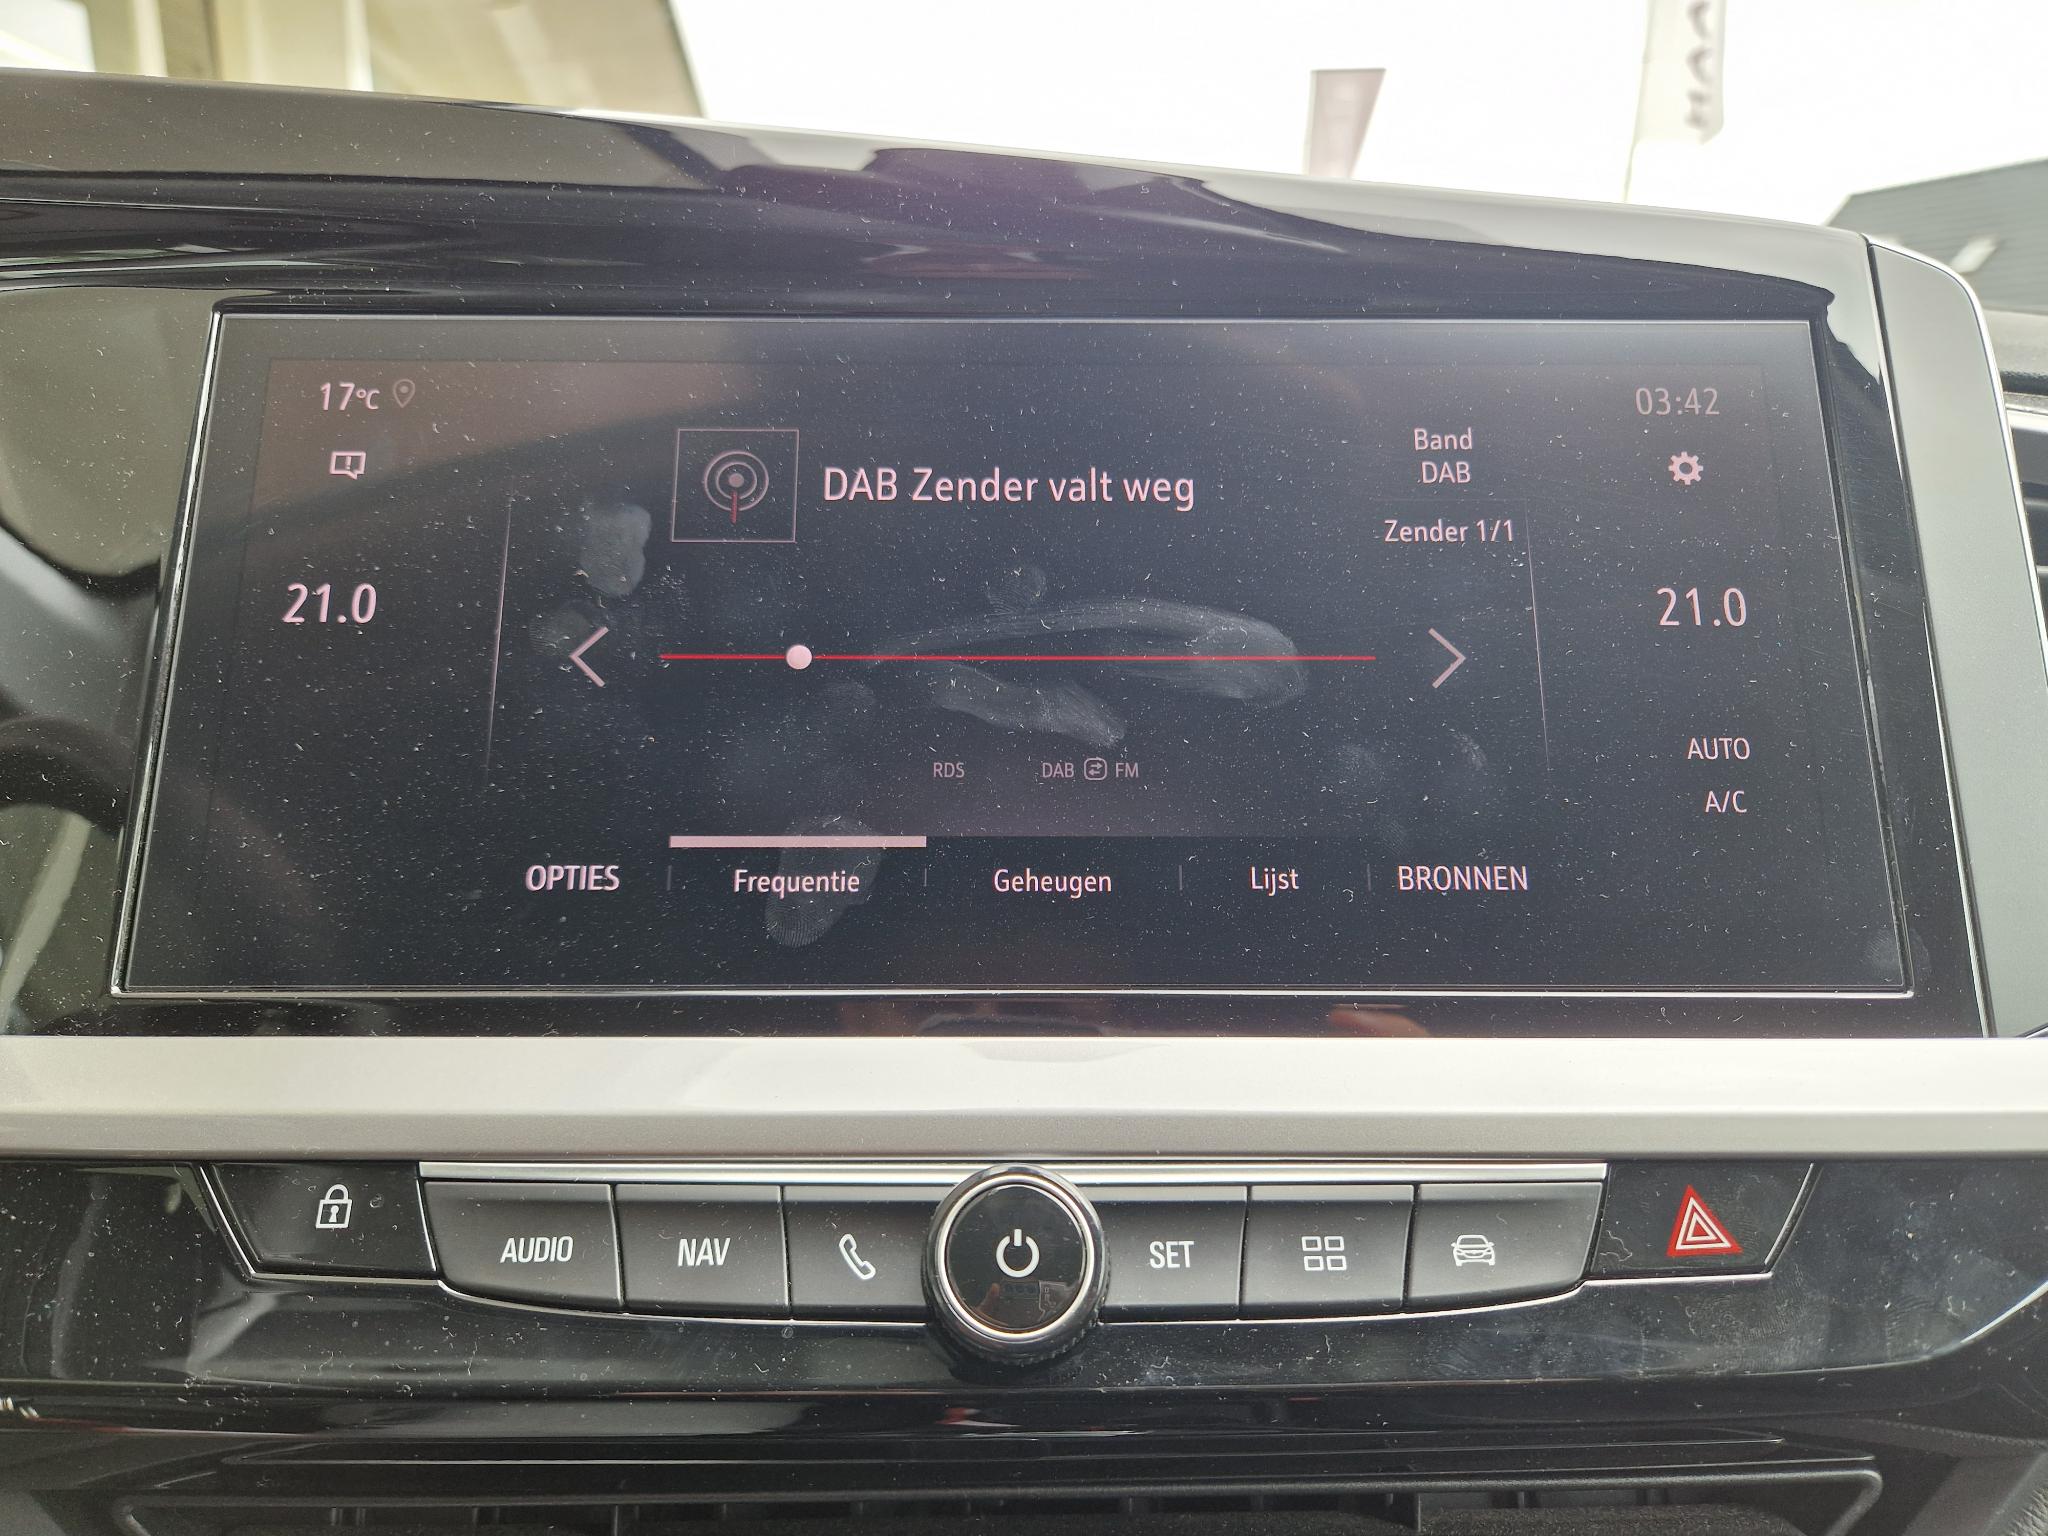 17°C
03:42
DAB Zender valt weg
Band
DAB
Zender 1/1
21.0
21.0
RDS
DAB FM
AUTO
A/C
OPTIES
Frequentie
Geheugen
Lijst
BRONNEN
AUDIO
NAV
SET